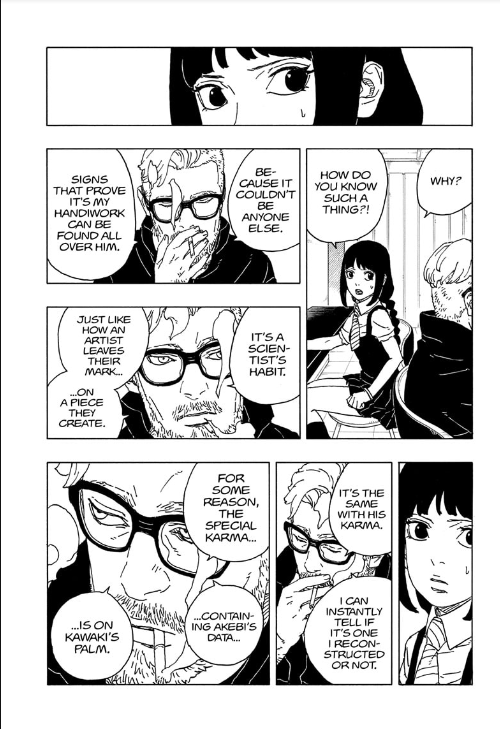 WHY?
HOW DO
YOU KNOW
SUCH A
THING?!
BE-
CAUSE IT
COULDN'T
BE
ANYONE
ELSE.
SIGNS
THAT PROVE
IT'S MY
HANDIWORK
CAN BE
FOUND ALL
OVER HIM.
IT'S A
SCIEN-
TIST'S
HABIT.
JUST LIKE
HOW AN
ARTIST
LEAVES
THEIR
MARK...
...ON
A PIECE
THEY
CREATE.
IT'S THE
SAME
WITH HIS
KARMA.
I CAN
INSTANTLY
TELL IF
IT'S ONE
I RECON-
STRUCTED
OR NOT.
FOR
SOME
REASON,
THE
SPECIAL
KARMA...
...CONTAIN-
ING AKEBI'S
DATA...
...IS ON
KAWAKI'S
PALM.